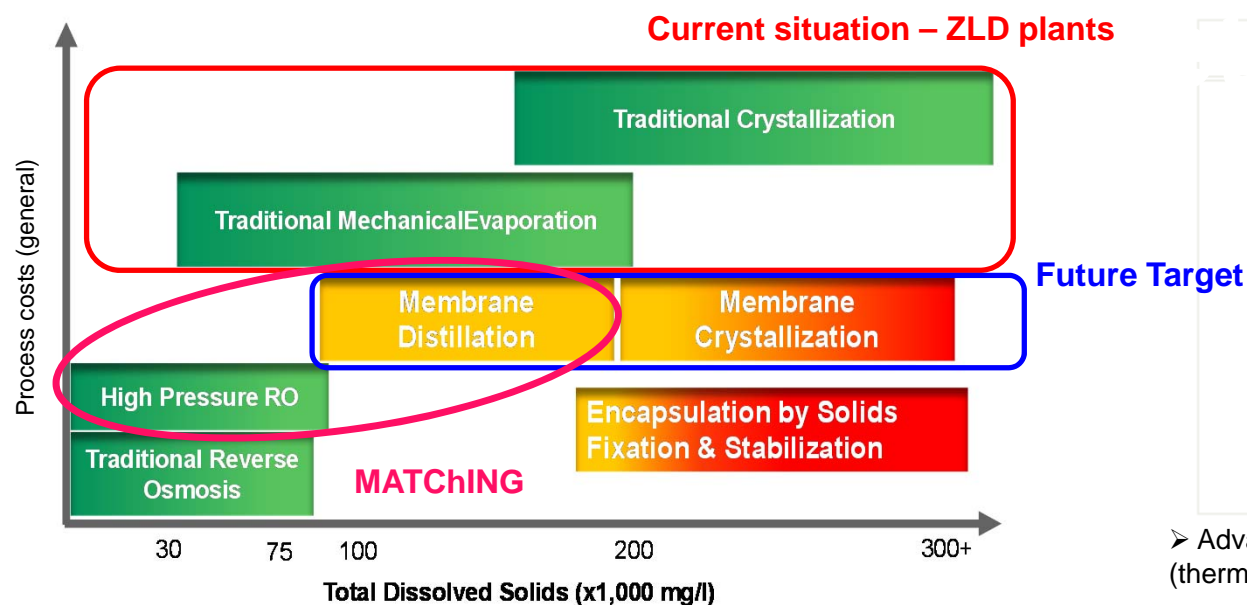 Current situation – ZLD plants
Traditional Crystallization
Traditional MechanicalEvaporation
Future Target
Membrane
Distillation
Membrane
Crystallization
High Pressure RO
Encapsulation by Solids
Fixation & Stabilization
Traditional Reverse
Osmosis
MATChING
Process costs (general)
30 75 100 200 300+
Total Dissolved Solids (x1,000 mg/l)
➢ Adva
(therm